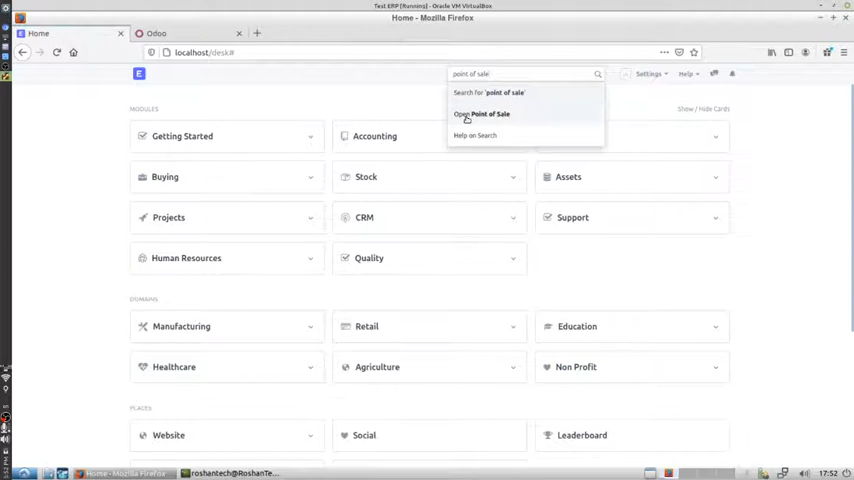 Test ERP [Running] - Oracle VM VirtualBox
Home - Mozilla Firefox
Home
Odoo
localhost/desk#
E
point of sale
Settings
Help
Search for 'point of sale'
Open Point of Sale
Help on Search
MODULES
Show / Hide Cards
Getting Started
Accounting
Buying
Stock
Assets
Projects
CRM
Support
Human Resources
Quality
DOMAINS
Manufacturing
Retail
Education
Healthcare
Agriculture
Non Profit
PLACES
Website
Social
Leaderboard
Home - Mozilla Firefox
roshantech@RoshanTe...
17:52